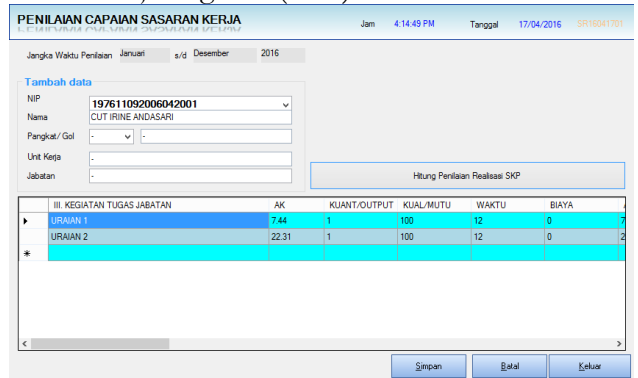 PENILAIAN CAPAIAN SASARAN KERJA Jam 4:14:49 PM Tanggal 17/04/2016 SR16041701
Jangka Waktu Penilaian Januari s/d Desember 2016
Tambah data
NIP 197611092006042001
Nama CUT IRINE ANDASARI
Pangkat/ Gol - -
Unit Kerja -
Jabatan - Hitung Penilaian Realisasi SKP
III. KEGIATAN TUGAS JABATAN AK KUANT/OUTPUT KUAL/MUTU WAKTU BIAYA
URAIAN 1 7.44 1 100 12 0 7
URAIAN 2 22.31 1 100 12 0 2
Simpan Batal Keluar